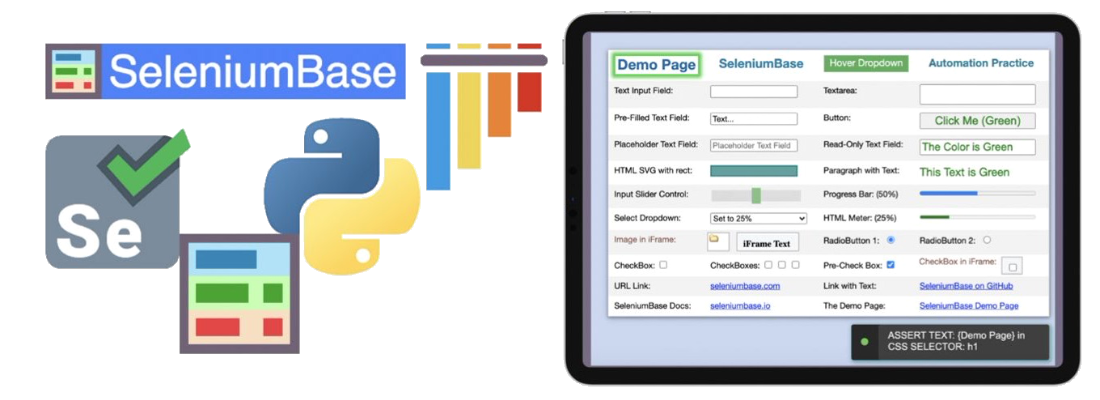 SeleniumBase
Se
Demo Page SeleniumBase Hover Dropdown Automation Practice
Text Input Field: Textarea:
Pre-Filled Text Field: Text... Button: Click Me (Green)
Placeholder Text Field: Placeholder Text Field Read-Only Text Field: The Color is Green
HTML SVG with rect: Paragraph with Text: This Text is Green
Input Slider Control: Progress Bar: (50%)
Select Dropdown: Set to 25% HTML Meter: (25%)
Image in iFrame: iFrame Text RadioButton 1: RadioButton 2:
CheckBox: CheckBoxes: Pre-Check Box: CheckBox in iFrame:
URL Link: seleniumbase.com Link with Text: SeleniumBase on GitHub
SeleniumBase Docs: seleniumbase.io The Demo Page: SeleniumBase Demo Page
ASSERT TEXT: {Demo Page} in
CSS SELECTOR: h1